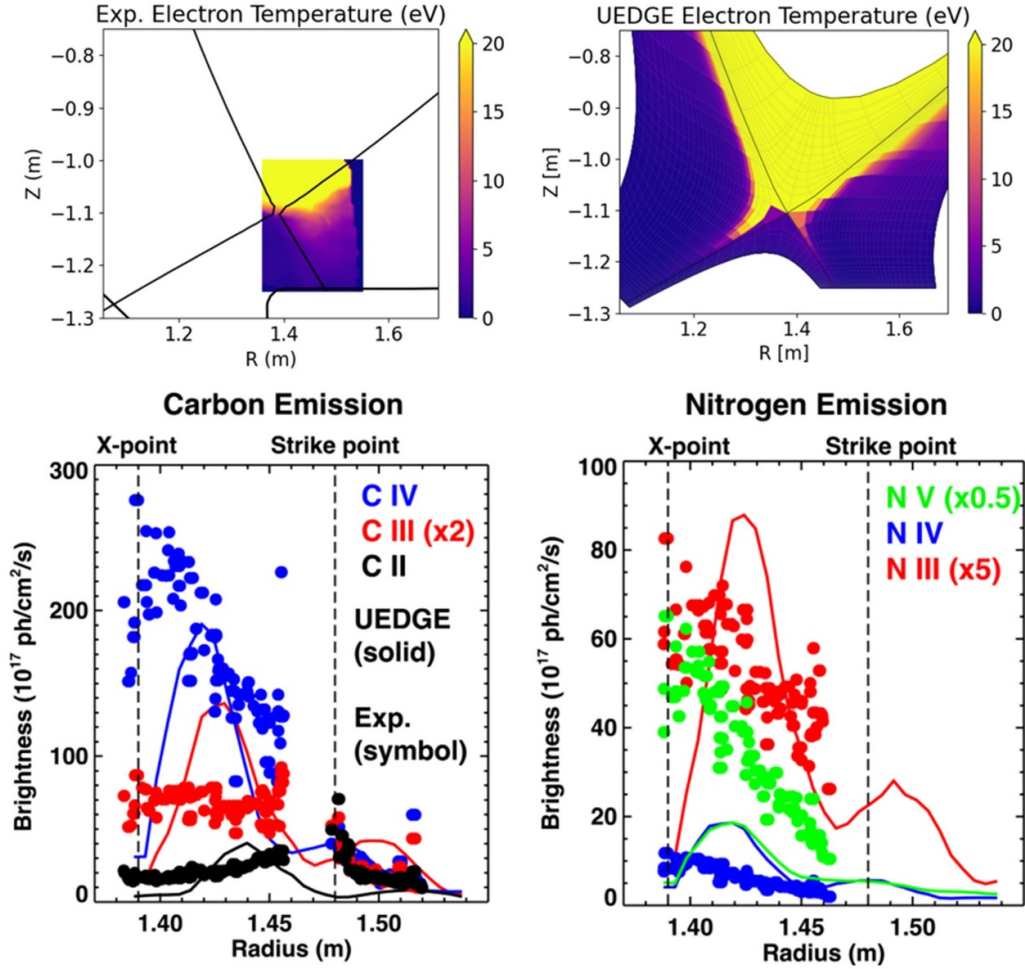 Exp. Electron Temperature (eV)
−0.8
−0.9
−1.0
−1.1
−1.2
−1.3
Z (m)
1.2
1.4
1.6
R (m)
20
15
10
5
0
UEDGE Electron Temperature (eV)
−0.8
−0.9
−1.0
−1.1
−1.2
−1.3
Z [m]
1.2
1.4
1.6
R [m]
20
15
10
5
0
Carbon Emission
X-point
Strike point
300
200
100
0
Brightness (10¹⁷ ph/cm²/s)
C IV
C III (x2)
C II
UEDGE
(solid)
Exp.
(symbol)
1.40
1.45
1.50
Radius (m)
Nitrogen Emission
X-point
Strike point
100
80
60
40
20
0
Brightness (10¹⁷ ph/cm²/s)
N V (x0.5)
N IV
N III (x5)
1.40
1.45
1.50
Radius (m)